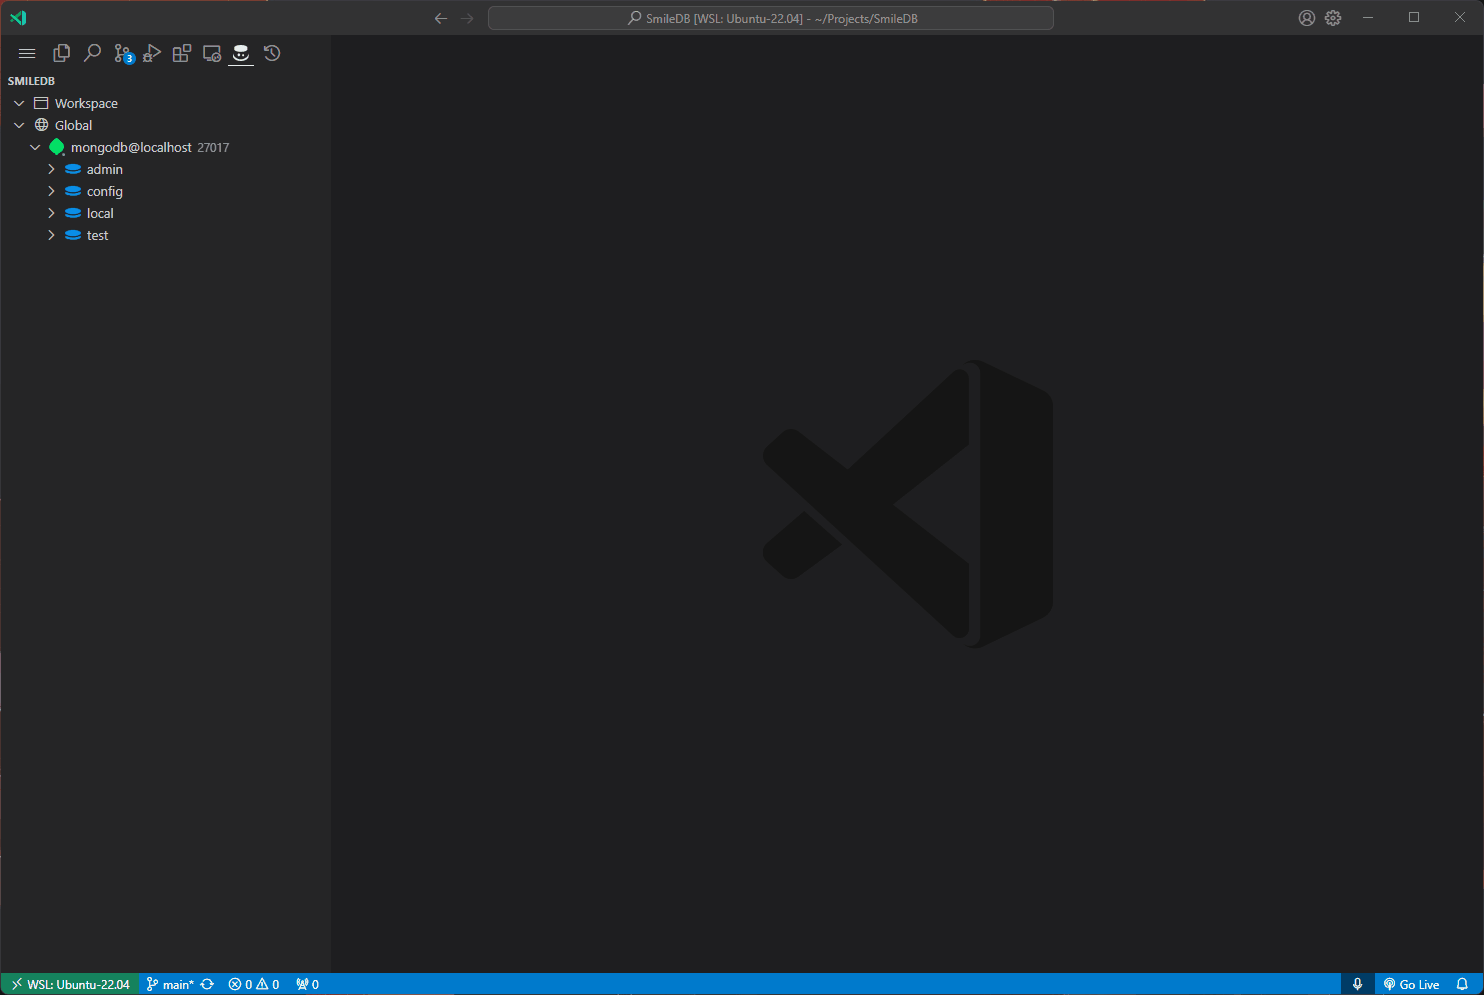 SmileDB [WSL: Ubuntu-22.04] - ~/Projects/SmileDB
3
SMILEDB
Workspace
Global
mongodb@localhost 27017
admin
config
local
test
WSL: Ubuntu-22.04 main* 0 0 0 Go Live